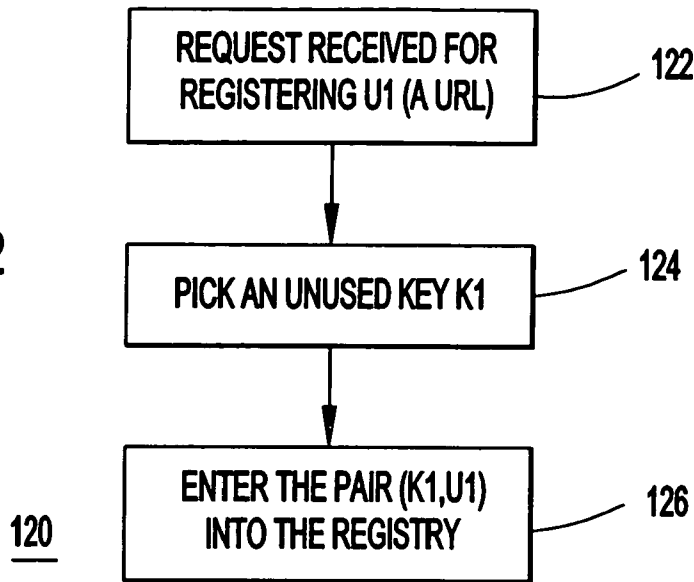 REQUEST RECEIVED FOR
REGISTERING U1 (A URL)
122
2
PICK AN UNUSED KEY K1
124
ENTER THE PAIR (K1,U1)
INTO THE REGISTRY
126
120